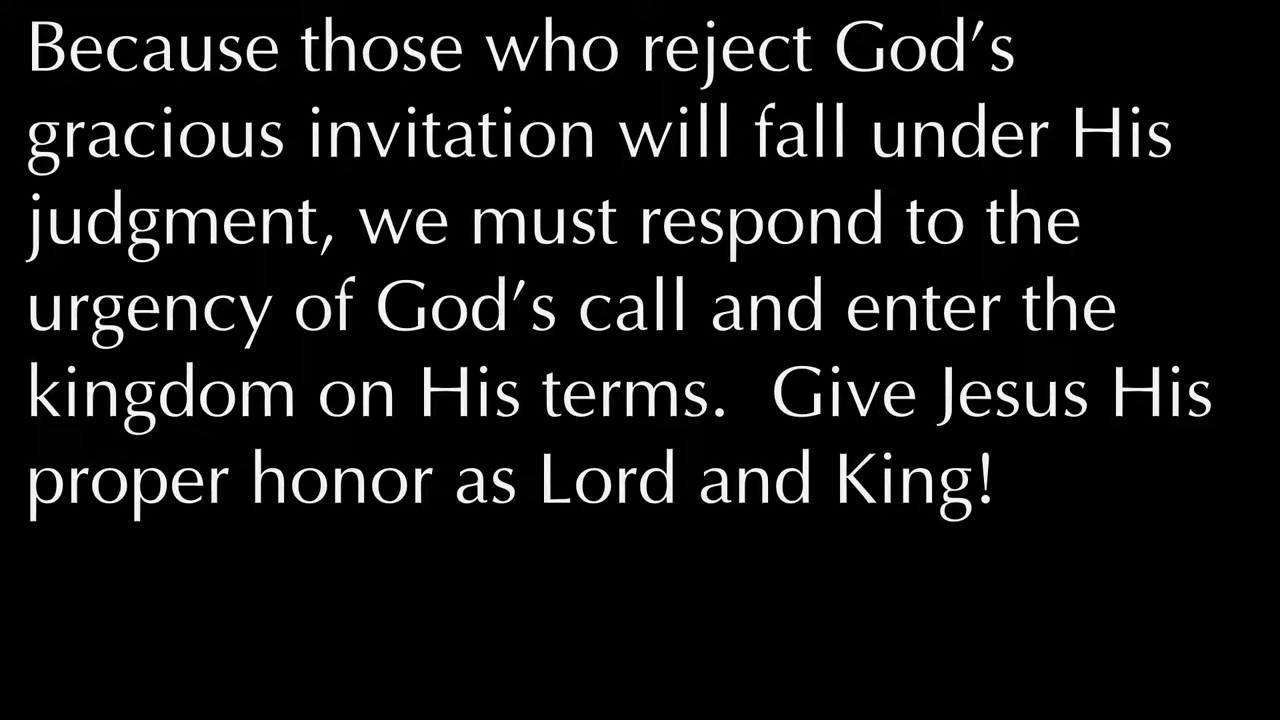 Because those who reject God’s
gracious invitation will fall under His
judgment, we must respond to the
urgency of God’s call and enter the
kingdom on His terms.  Give Jesus His
proper honor as Lord and King!